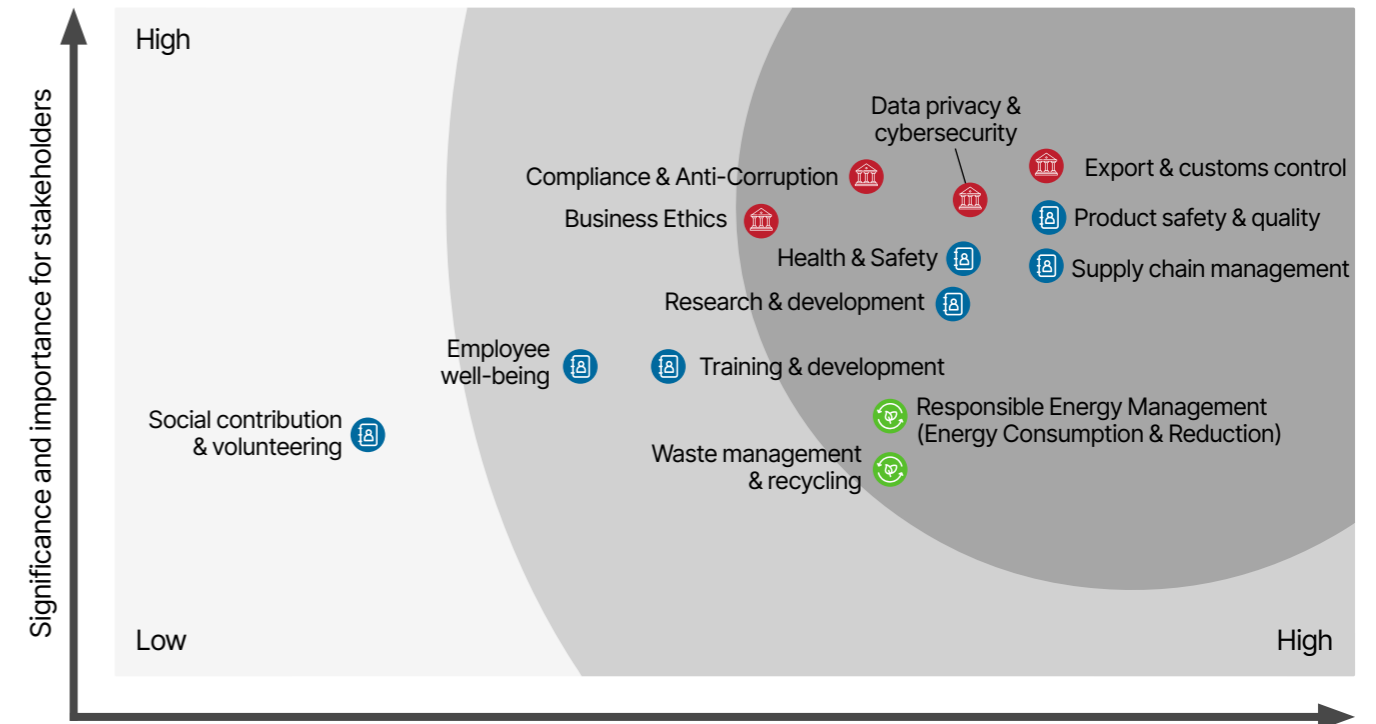 Significance and importance for stakeholders
High
Data privacy &
cybersecurity
Compliance & Anti-Corruption
Export & customs control
Business Ethics
Product safety & quality
Health & Safety
Supply chain management
Research & development
Employee
well-being
Training & development
Social contribution
& volunteering
Responsible Energy Management
(Energy Consumption & Reduction)
Waste management
& recycling
Low
High